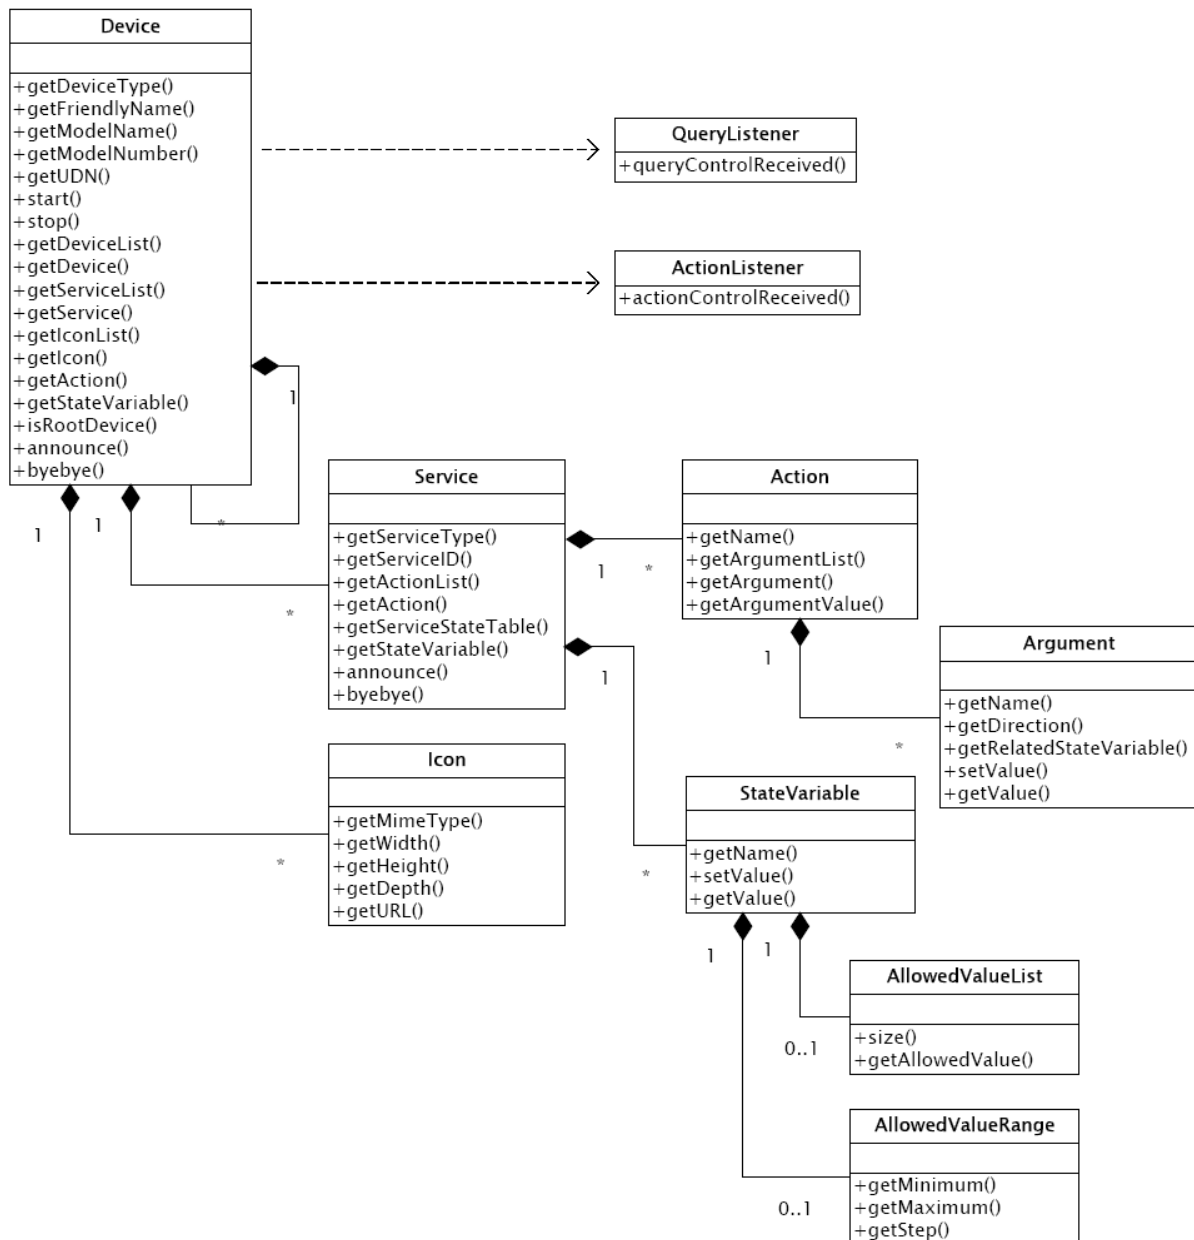 Device
+getDeviceType()
+getFriendlyName()
+getModelName()
+getModelNumber()
+getUDN()
+start()
+stop()
+getDeviceList()
+getDevice()
+getServiceList()
+getService()
+getIconList()
+getIcon()
+getAction()
+getStateVariable()
+isRootDevice()
+announce()
+byebye()
QueryListener
+queryControlReceived()
ActionListener
+actionControlReceived()
1
*
1
1
*
*
Service
+getServiceType()
+getServiceID()
+getActionList()
+getAction()
+getServiceStateTable()
+getStateVariable()
+announce()
+byebye()
1
*
1
*
Action
+getName()
+getArgumentList()
+getArgument()
+getArgumentValue()
1
*
Argument
+getName()
+getDirection()
+getRelatedStateVariable()
+setValue()
+getValue()
Icon
+getMimeType()
+getWidth()
+getHeight()
+getDepth()
+getURL()
StateVariable
+getName()
+setValue()
+getValue()
1
1
0..1
0..1
AllowedValueList
+size()
+getAllowedValue()
AllowedValueRange
+getMinimum()
+getMaximum()
+getStep()